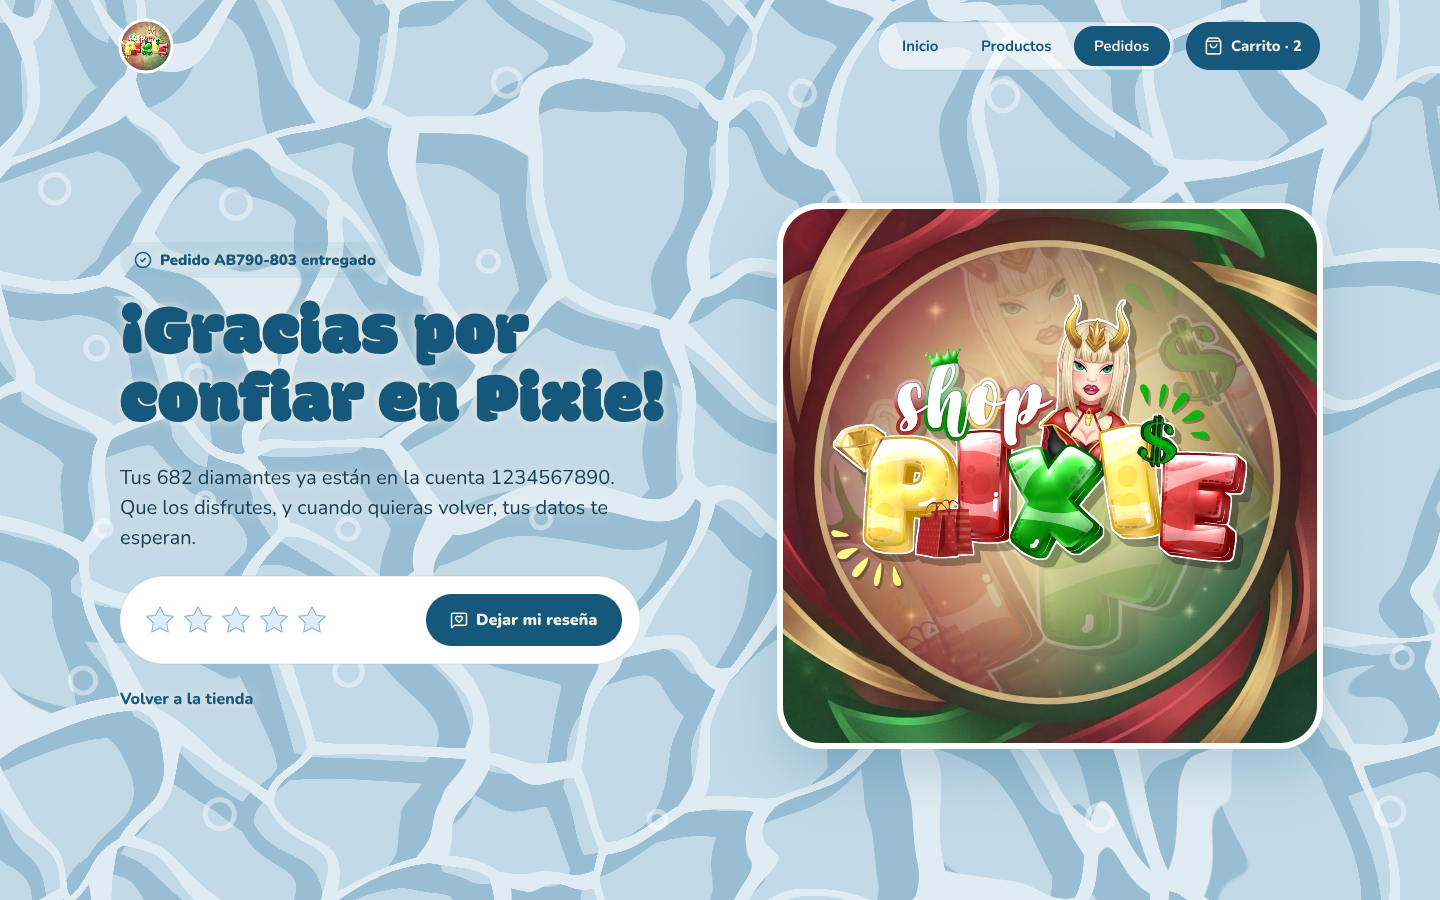 Inicio
Productos
Pedidos
Carrito · 2
Pedido AB790-803 entregado
¡Gracias por
confiar en Pixie!
Tus 682 diamantes ya están en la cuenta 1234567890.
Que los disfrutes, y cuando quieras volver, tus datos te
esperan.
Dejar mi reseña
Volver a la tienda
shop
PIXIE